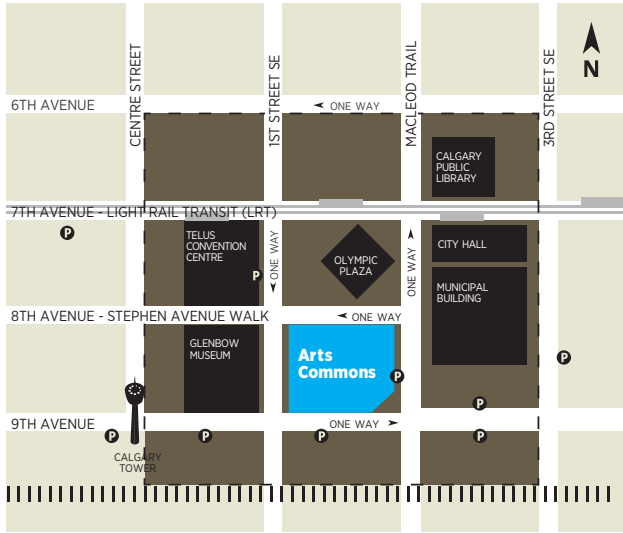 CENTRE STREET
1ST STREET SE
MACLEOD TRAIL
3RD STREET SE
N
6TH AVENUE
ONE WAY
CALGARY
PUBLIC
LIBRARY
7TH AVENUE - LIGHT RAIL TRANSIT (LRT)
P
TELUS
CONVENTION
CENTRE
P
ONE WAY
OLYMPIC
PLAZA
ONE WAY
CITY HALL
MUNICIPAL
BUILDING
8TH AVENUE - STEPHEN AVENUE WALK
ONE WAY
GLENBOW
MUSEUM
Arts
Commons
P
P
P
9TH AVENUE
ONE WAY
P
P
P
P
CALGARY
TOWER